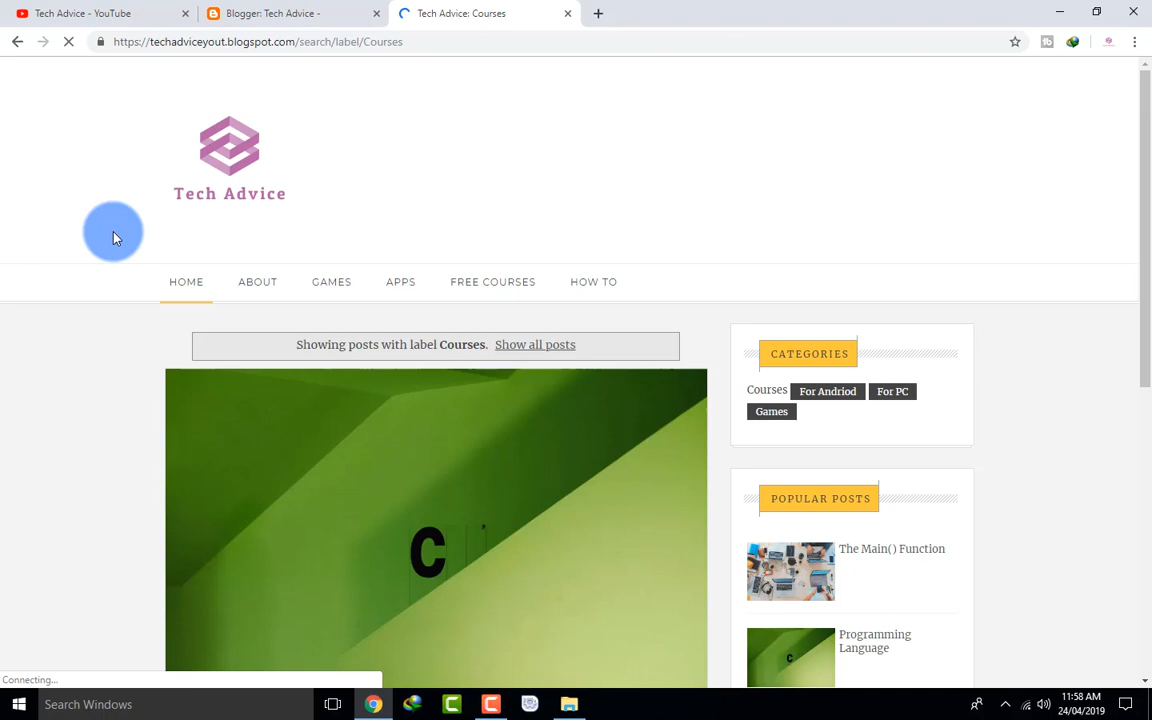 Tech Advice - YouTube
Blogger: Tech Advice -
Tech Advice: Courses
https://techadviceyout.blogspot.com/search/label/Courses
Tech Advice
HOME
ABOUT
GAMES
APPS
FREE COURSES
HOW TO
Showing posts with label Courses. Show all posts
C
CATEGORIES
Courses For Andriod For PC
Games
POPULAR POSTS
The Main() Function
Programming
Language
C
Connecting...
Search Windows
11:58 AM
24/04/2019